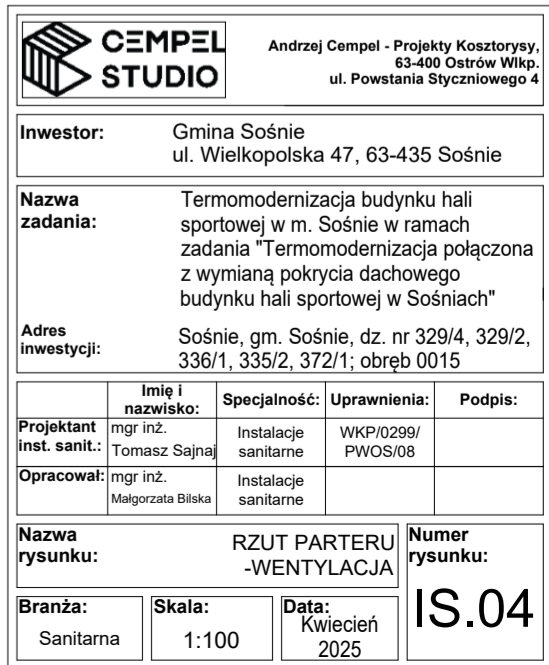 CEMPEL
STUDIO
Andrzej Cempel - Projekty Kosztorysy,
63-400 Ostrów Wlkp.
ul. Powstania Styczniowego 4
Inwestor:
Gmina Sośnie
ul. Wielkopolska 47, 63-435 Sośnie
Nazwa
zadania:
Termomodernizacja budynku hali
sportowej w m. Sośnie w ramach
zadania "Termomodernizacja połączona
z wymianą pokrycia dachowego
budynku hali sportowej w Sośniach"
Adres
inwestycji:
Sośnie, gm. Sośnie, dz. nr 329/4, 329/2,
336/1, 335/2, 372/1; obręb 0015
Imię i
nazwisko:
Specjalność:
Uprawnienia:
Podpis:
Projektant
inst. sanit.:
mgr inż.
Tomasz Sajnaj
Instalacje
sanitarne
WKP/0299/
PWOS/08
Opracował:
mgr inż.
Małgorzata Bilska
Instalacje
sanitarne
Nazwa
rysunku:
RZUT PARTERU
-WENTYLACJA
Numer
rysunku:
IS.04
Branża:
Sanitarna
Skala:
1:100
Data:
Kwiecień
2025